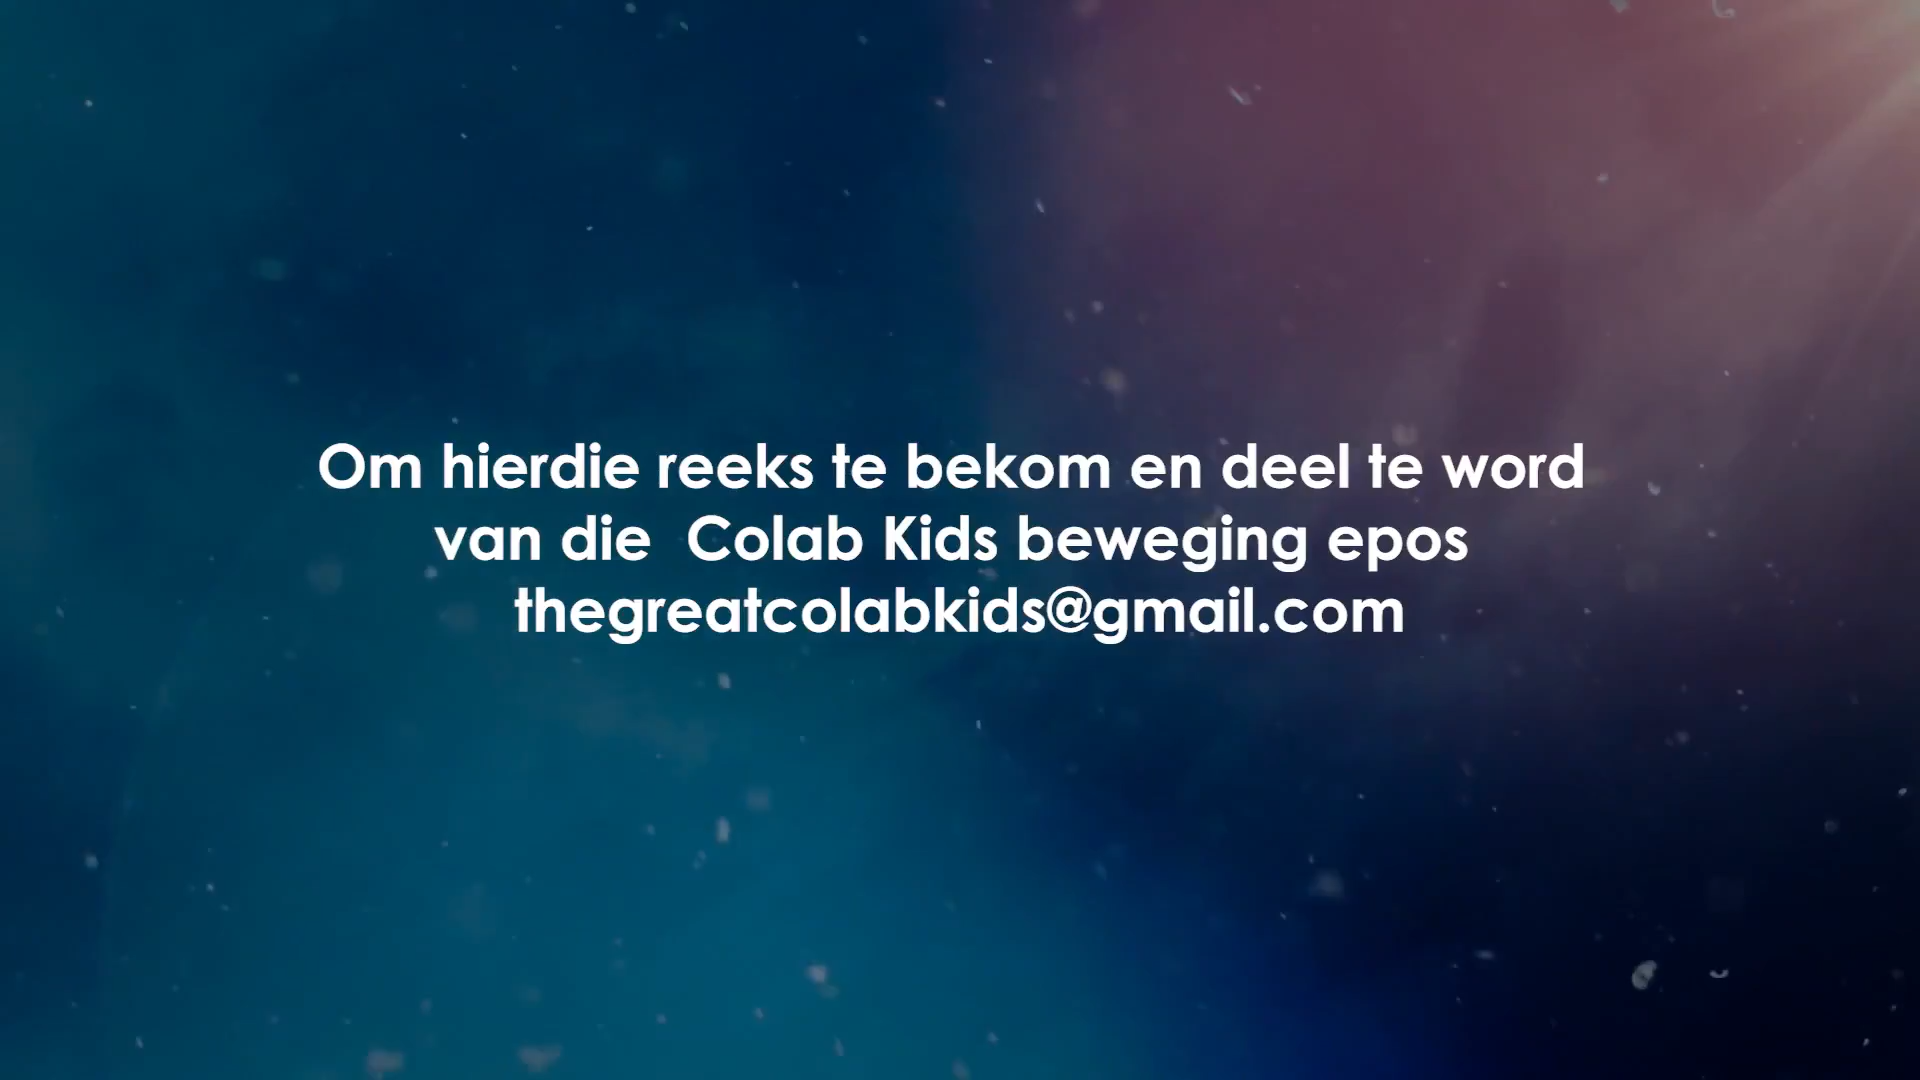 Om hierdie reeks te bekom en deel te word
van die  Colab Kids beweging epos
thegreatcolabkids@gmail.com